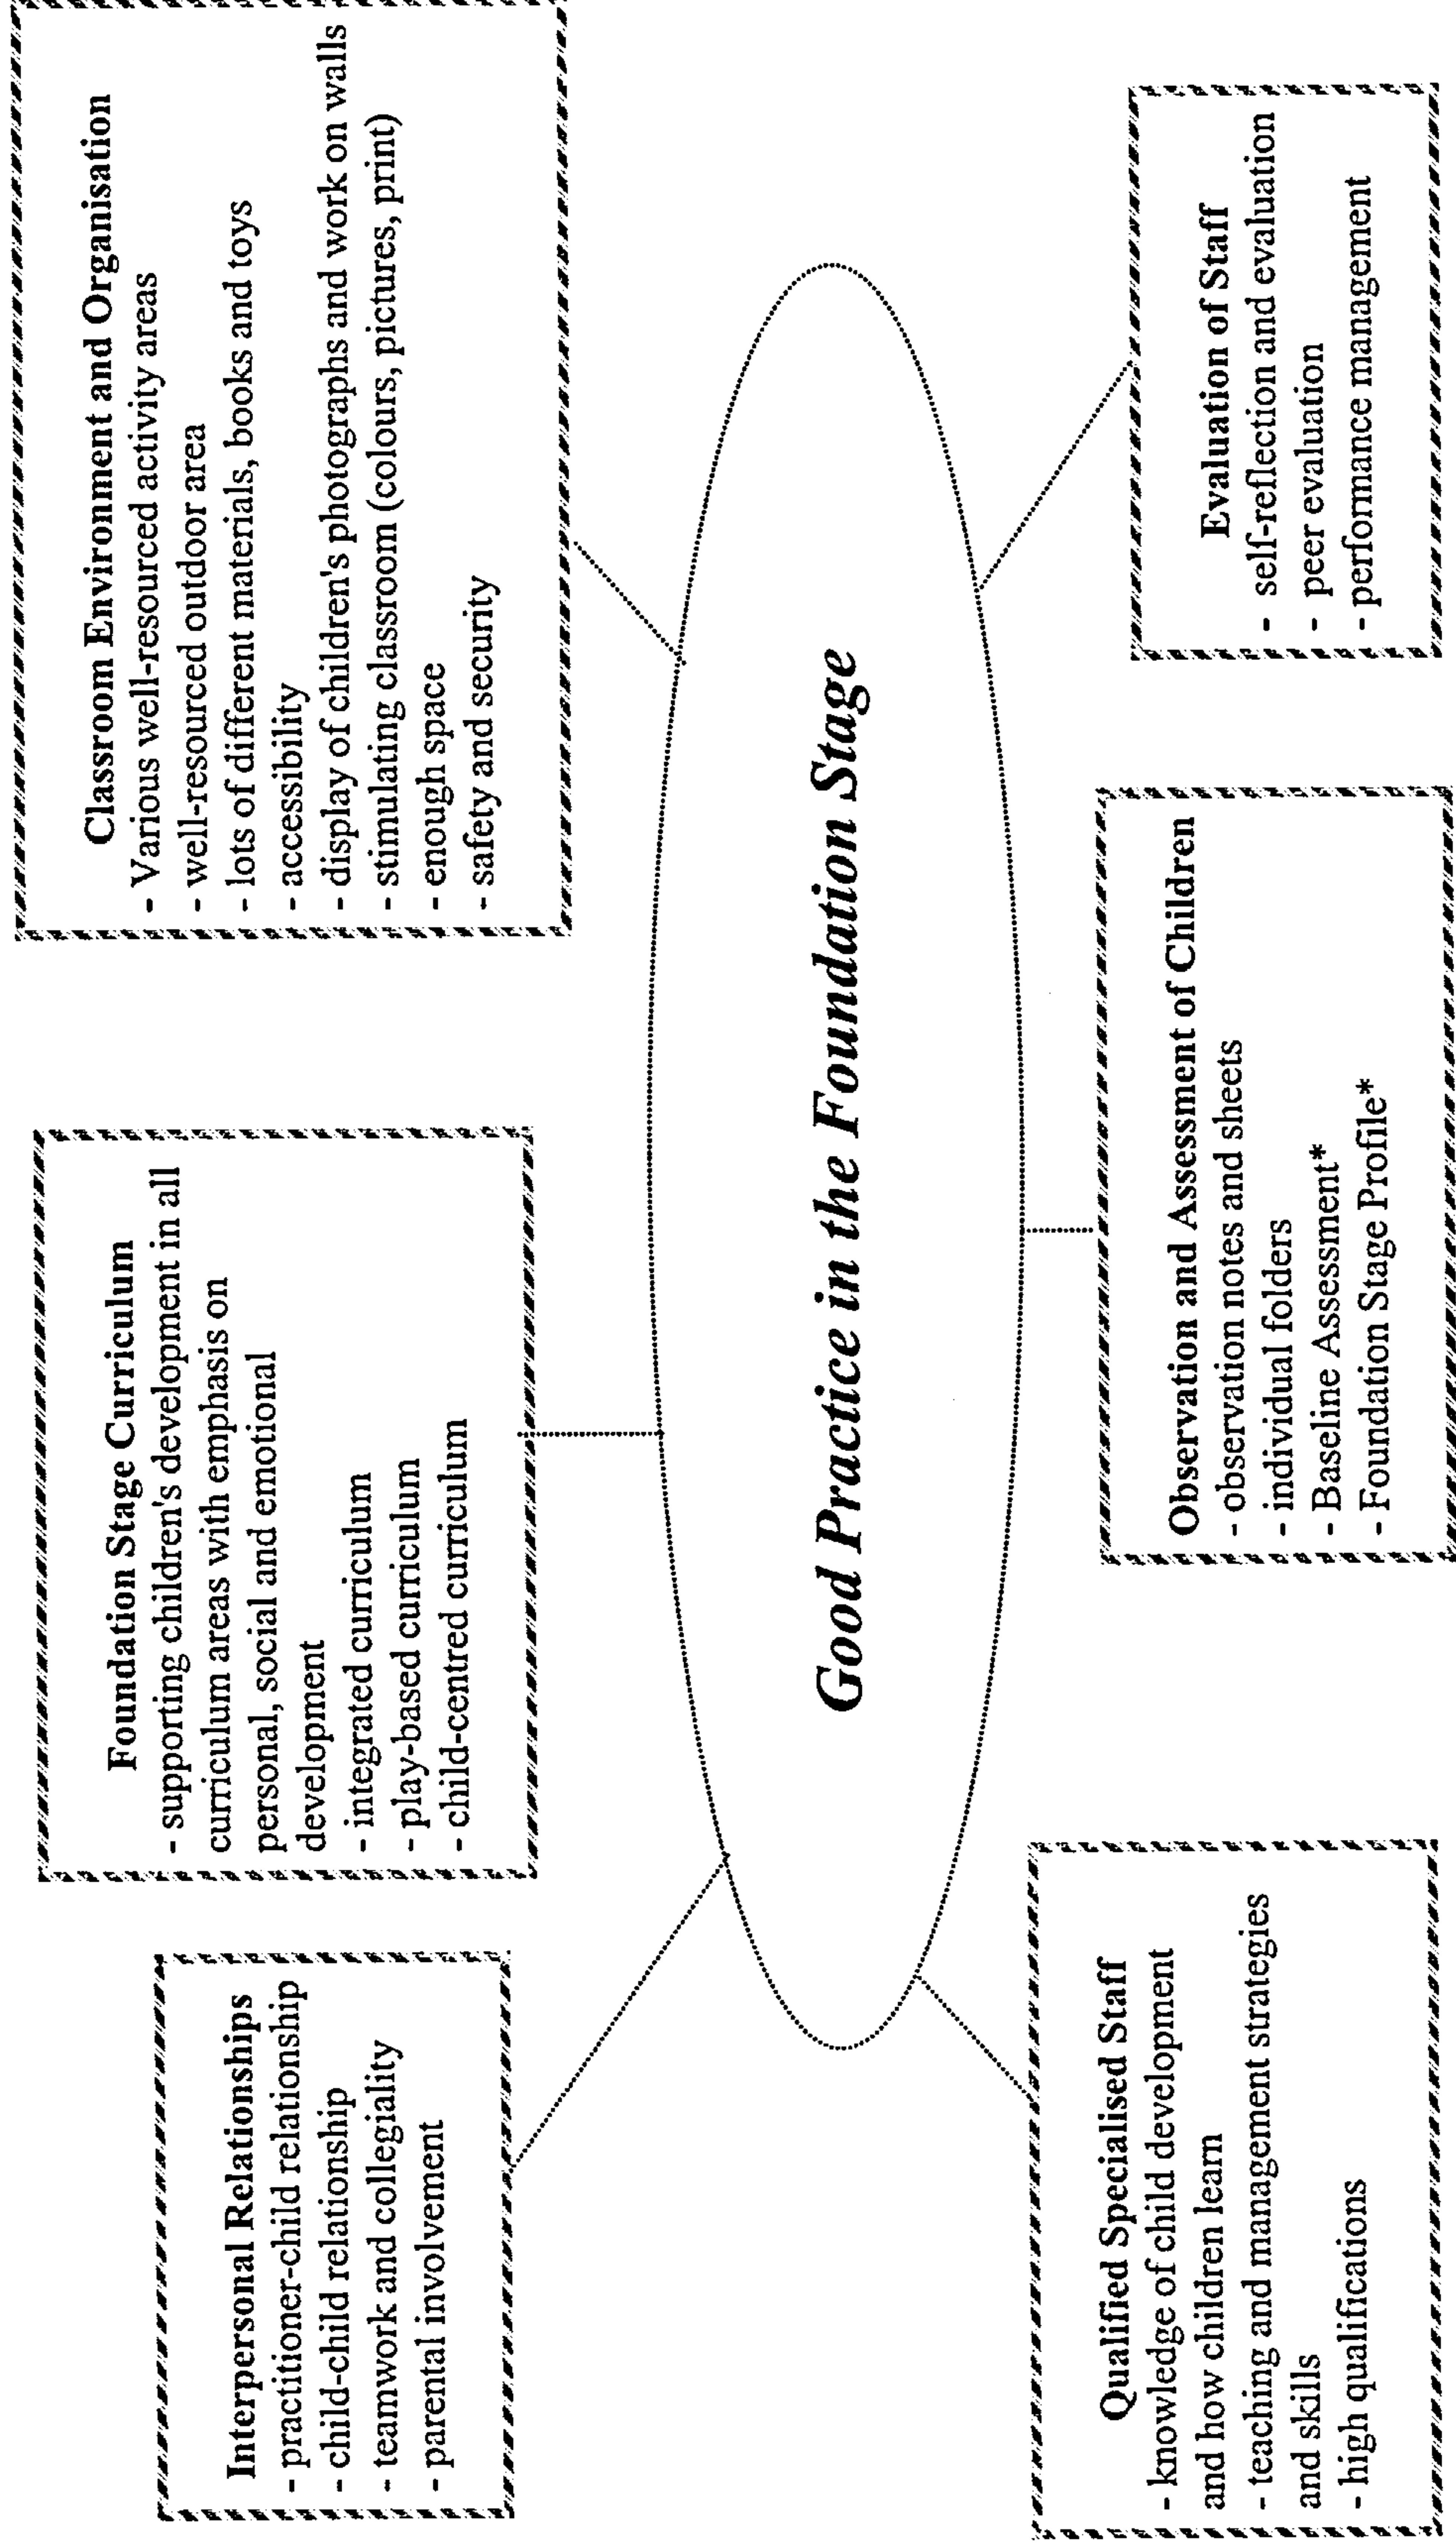 Interpersonal Relationships
- practitioner-child relationship
- child-child relationship
- teamwork and collegiality
- parental involvement
Foundation Stage Curriculum
- supporting children's development in all
curriculum areas with emphasis on
personal, social and emotional
development
- integrated curriculum
- play-based curriculum
- child-centred curriculum
Classroom Environment and Organisation
- Various well-resourced activity areas
- well-resourced outdoor area
- lots of different materials, books and toys
- accessibility
- display of children's photographs and work on walls
- stimulating classroom (colours, pictures, print)
- enough space
- safety and security
Good Practice in the Foundation Stage
Qualified Specialised Staff
- knowledge of child development
and how children learn
- teaching and management strategies
and skills
- high qualifications
Observation and Assessment of Children
- observation notes and sheets
- individual folders
- Baseline Assessment*
- Foundation Stage Profile*
Evaluation of Staff
- self-reflection and evaluation
- peer evaluation
- performance management